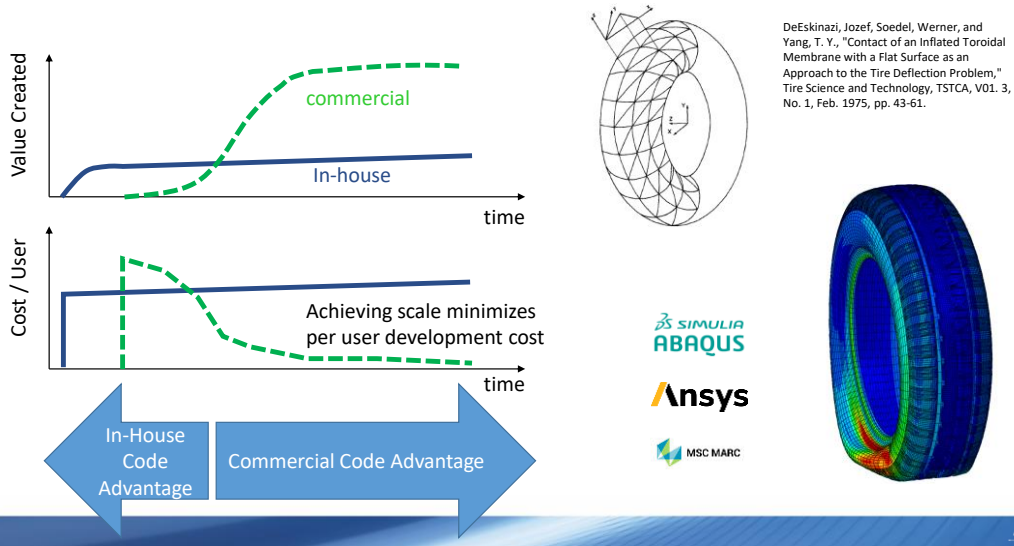 Value Created
commercial
In-house
time
Cost / User
Achieving scale minimizes
per user development cost
time
In-House
Code
Advantage
Commercial Code Advantage
DeEskinazi, Jozef, Soedel, Werner, and
Yang, T. Y., "Contact of an Inflated Toroidal
Membrane with a Flat Surface as an
Approach to the Tire Deflection Problem,"
Tire Science and Technology, TSTCA, V01. 3,
No. 1, Feb. 1975, pp. 43-61.
Y
Z
X
SIMULIA
ABAQUS
Ansys
MSC MARC